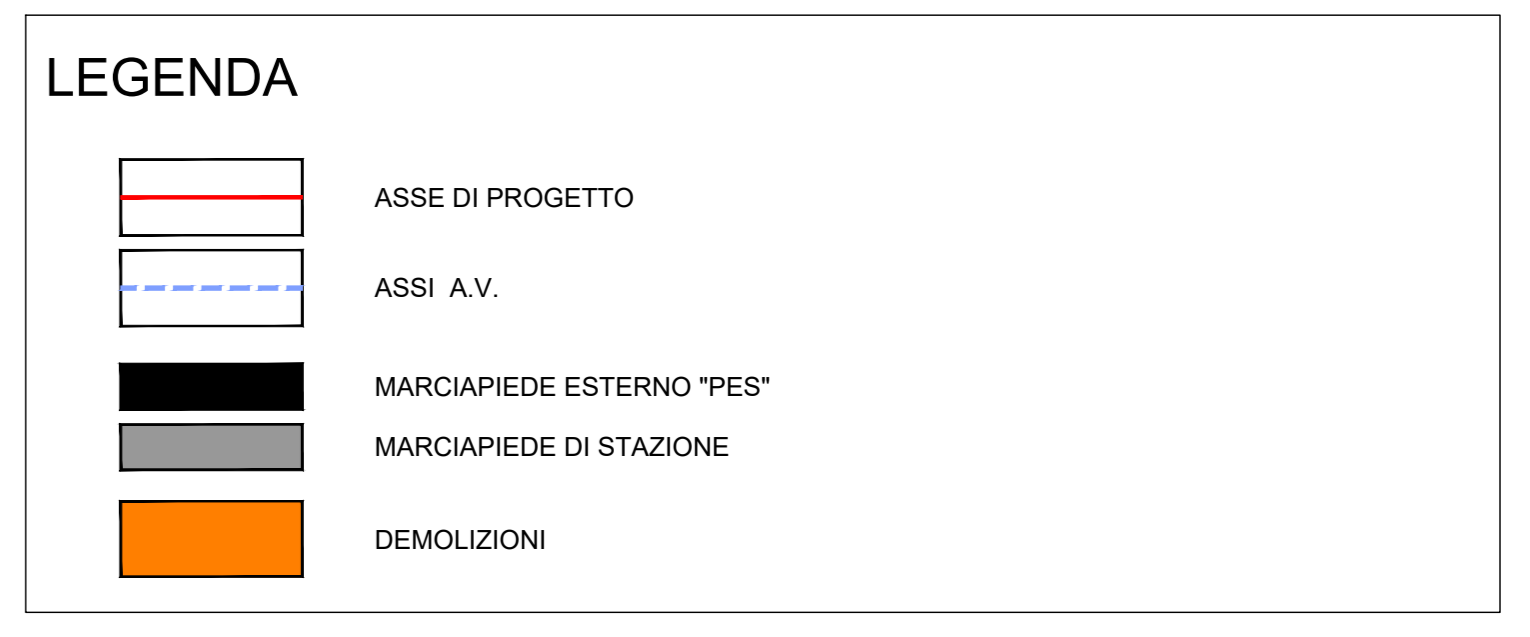 LEGENDA
ASSE DI PROGETTO
ASSI A.V.
MARCIAPIEDE ESTERNO "PES"
MARCIAPIEDE DI STAZIONE
DEMOLIZIONI